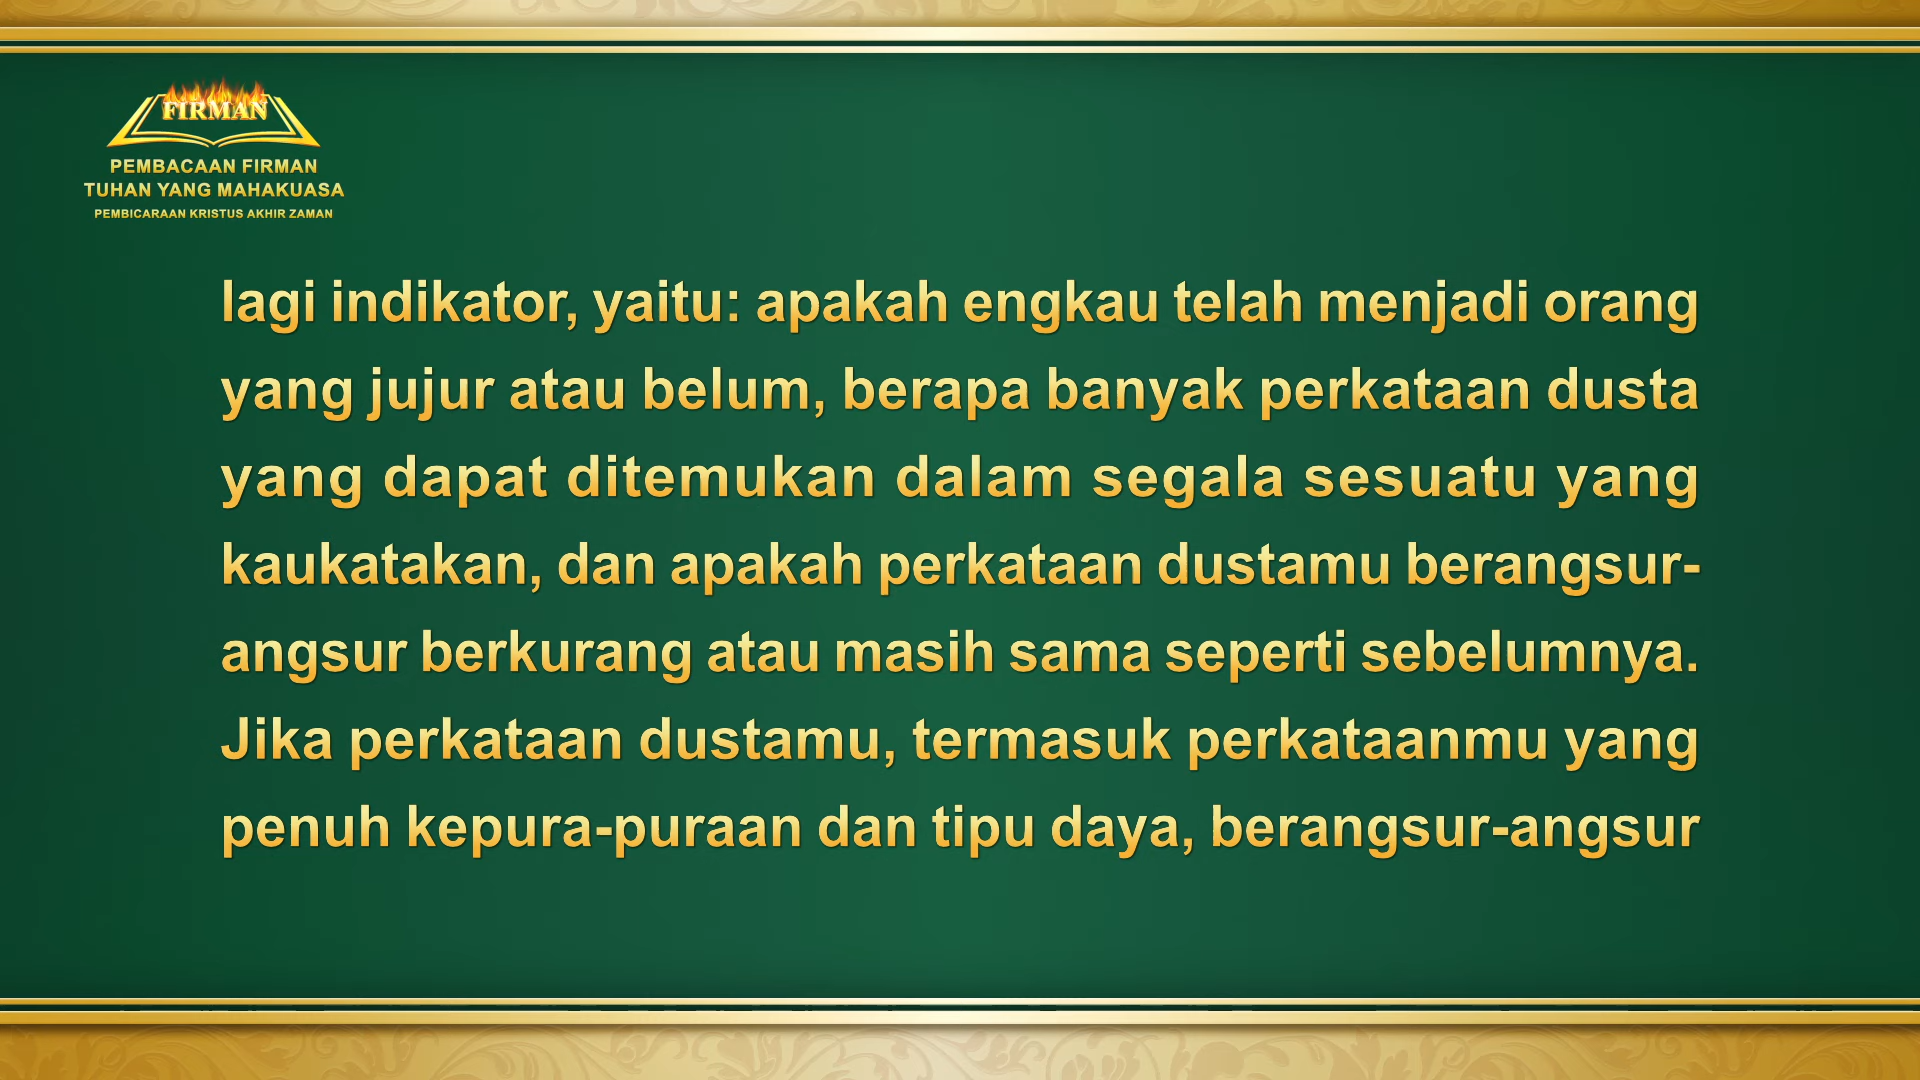 FIRMAN
PEMBACAAN FIRMAN
TUHAN YANG MAHAKUASA
PEMBICARAAN KRISTUS AKHIR ZAMAN
lagi indikator, yaitu: apakah engkau telah menjadi orang
yang jujur atau belum, berapa banyak perkataan dusta
yang dapat ditemukan dalam segala sesuatu yang
kaukatakan, dan apakah perkataan dustamu berangsur-
angsur berkurang atau masih sama seperti sebelumnya.
Jika perkataan dustamu, termasuk perkataanmu yang
penuh kepura-puraan dan tipu daya, berangsur-angsur